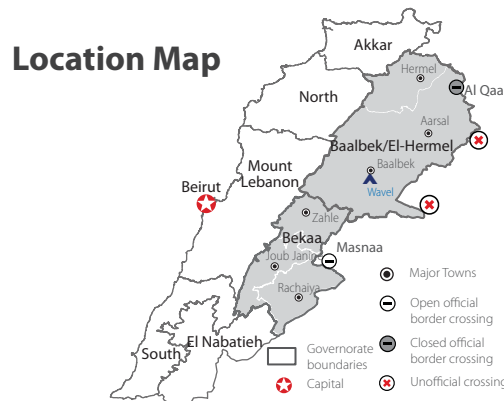 Location Map
Akkar
Hermel
Al Qaa
North
Aarsal
Baalbek/El-Hermel
Baalbek
Mount
Lebanon
Wavel
Beirut
Zahle
Bekaa
Masnaa
Joub Janin
Major Towns
Rachaiya
Open official
border crossing
El Nabatieh
South
Governorate
boundaries
Closed official
border crossing
Capital
Unofficial crossing